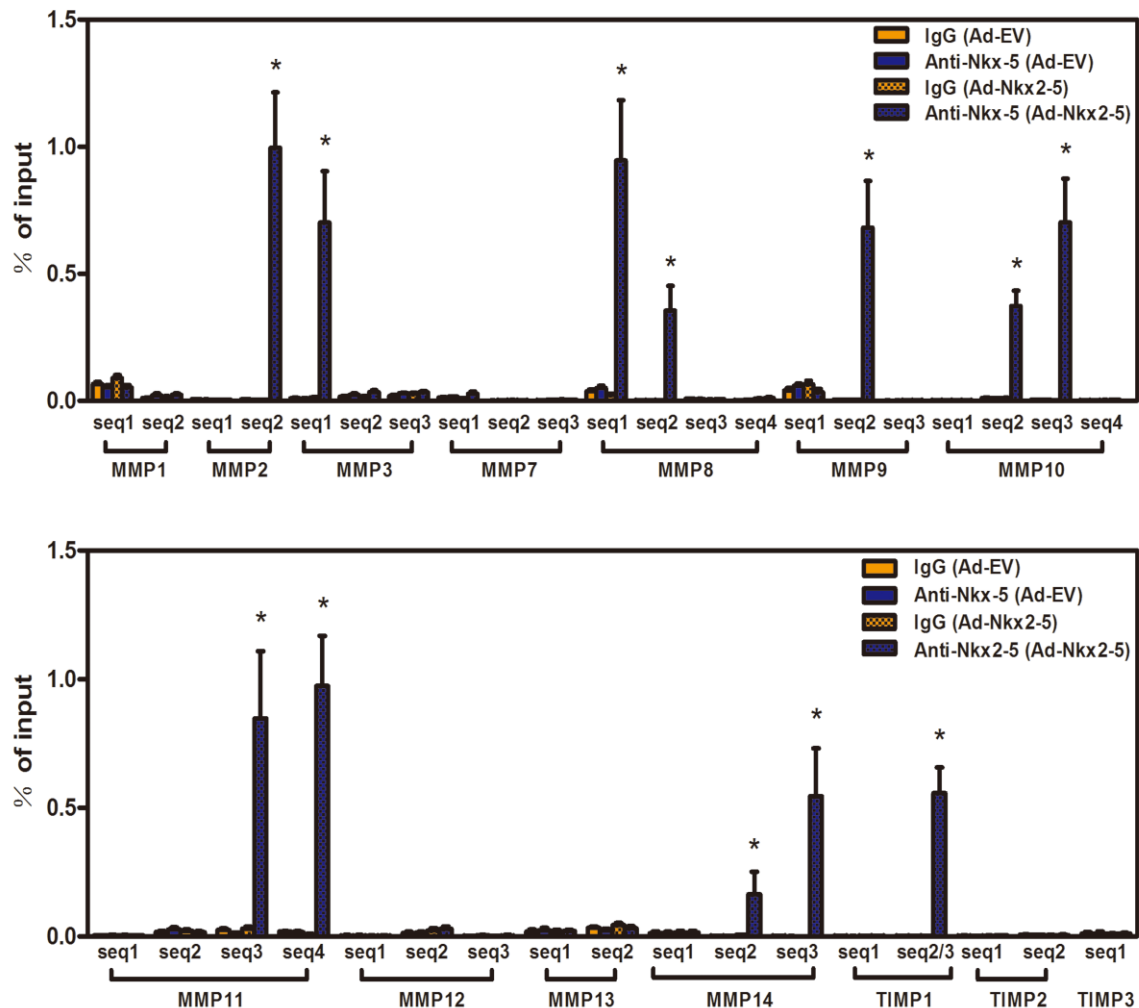 1.5
1.0
0.5
0.0
% of input
IgG (Ad-EV)
Anti-Nkx-5 (Ad-EV)
IgG (Ad-Nkx2-5)
Anti-Nkx-5 (Ad-Nkx2-5)
* * * * * * *
*
seq1 seq2 seq1 seq2 seq1 seq2 seq3 seq1 seq2 seq3 seq1 seq2 seq3 seq4 seq1 seq2 seq3 seq1 seq2 seq3 seq4
MMP1 MMP2 MMP3 MMP7 MMP8 MMP9 MMP10
1.5
1.0
0.5
0.0
% of input
IgG (Ad-EV)
Anti-Nkx-5 (Ad-EV)
IgG (Ad-Nkx2-5)
Anti-Nkx2-5 (Ad-Nkx2-5)
* * * * *
seq1 seq2 seq3 seq4 seq1 seq2 seq3 seq1 seq2 seq1 seq2 seq3 seq1 seq2/3 seq1 seq2 seq1
MMP11 MMP12 MMP13 MMP14 TIMP1 TIMP2 TIMP3